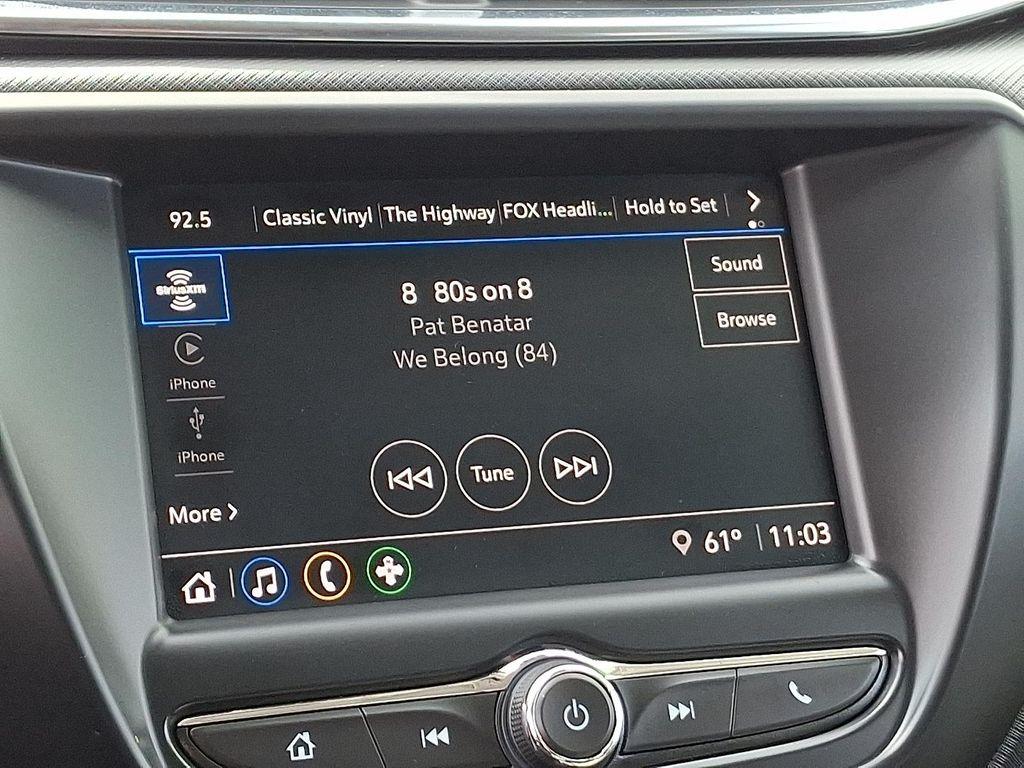 92.5
Classic Vinyl
The Highway
FOX Headli...
Hold to Set
SiriusXM
8 80s on 8
Pat Benatar
We Belong (84)
Sound
Browse
iPhone
iPhone
More
Tune
61° 11:03